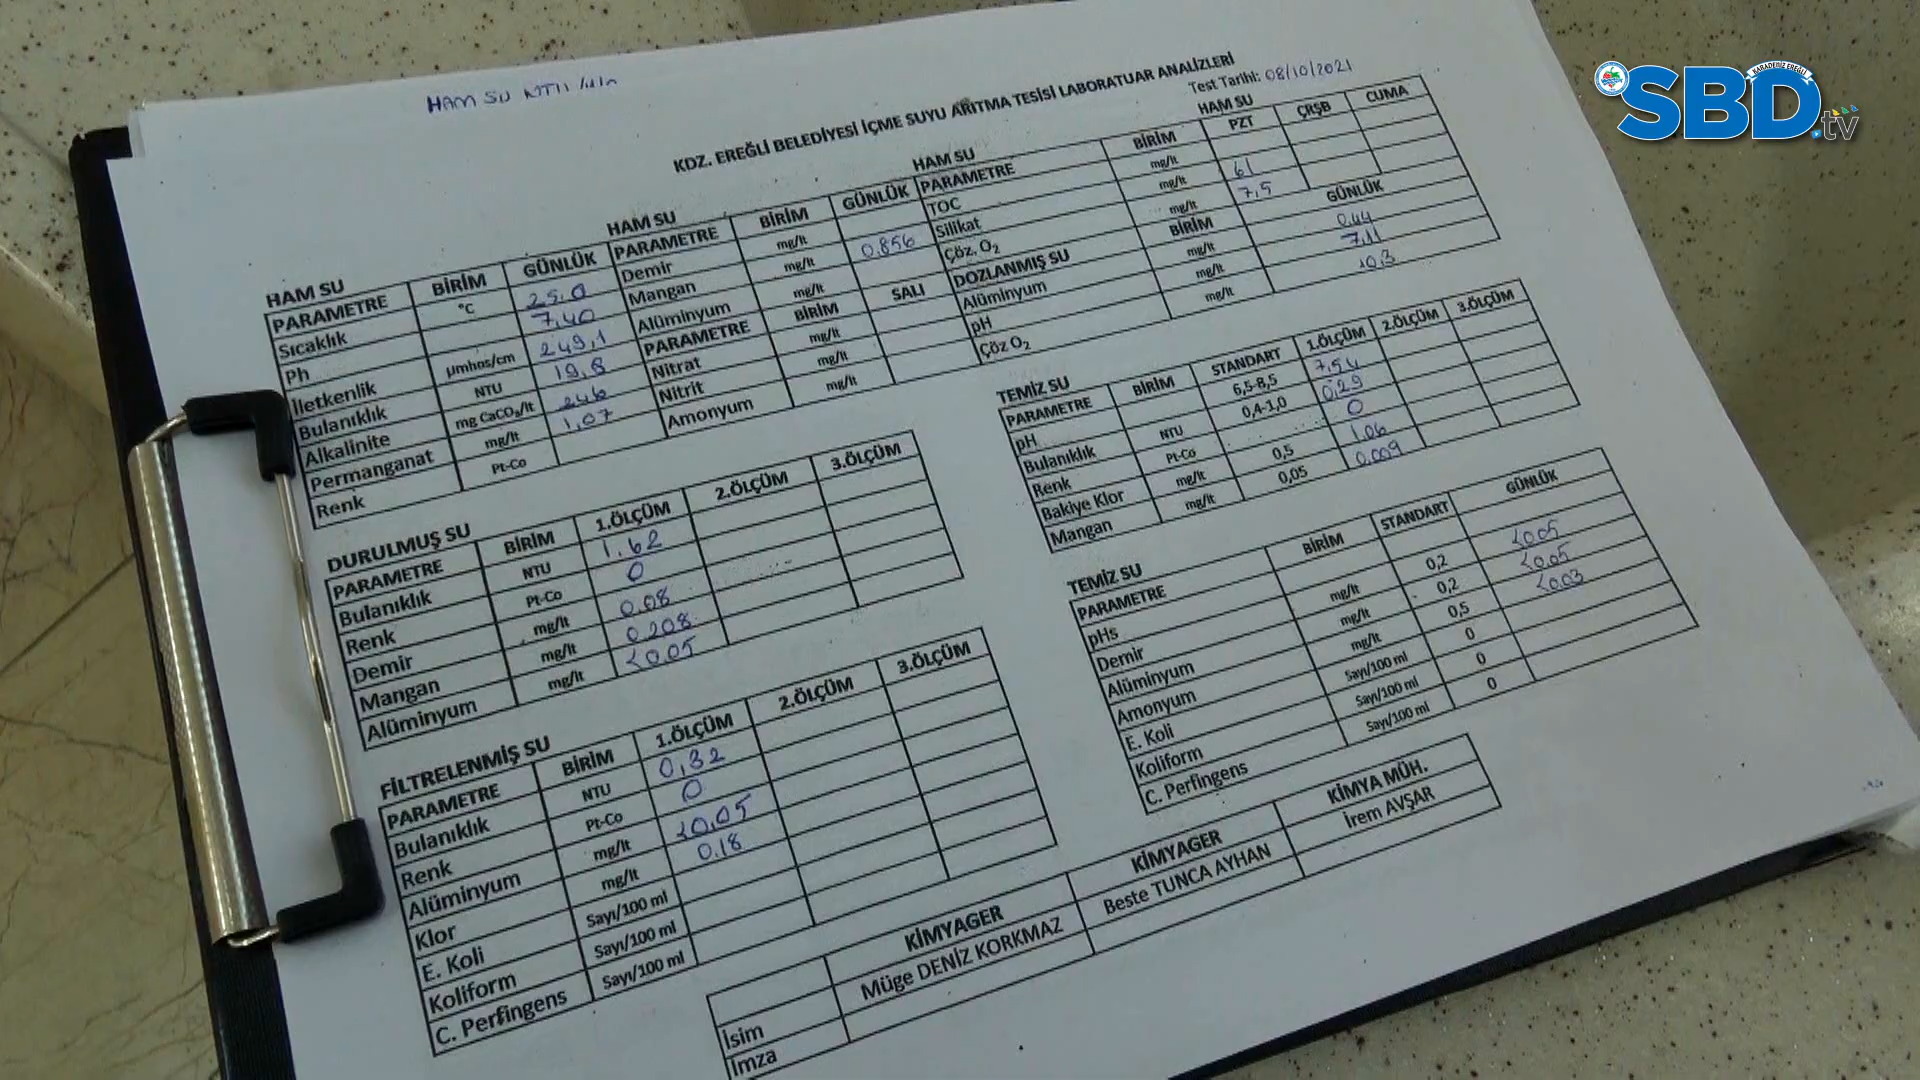 HAM SU
KDZ. EREĞLİ BELEDİYESİ İÇME SUYU ARITMA TESİSİ LABORATUAR ANALİZLERİ
Test Tarihi: 08/10/2021
HAM SU
PARAMETRE BİRİM GÜNLÜK
Sıcaklık °C 25,0
Ph 7,40
İletkenlik µmhos/cm 249,1
Bulanıklık NTU 19,8
Alkalinite mg CaCO₃/lt 246
Permanganat mg/lt 1,07
Renk Pt-Co
HAM SU
PARAMETRE BİRİM GÜNLÜK
Demir mg/lt
Mangan mg/lt 0.856
Alüminyum mg/lt
PARAMETRE BİRİM SALI
Nitrat mg/lt
Nitrit mg/lt
Amonyum mg/lt
HAM SU HAM SU
PARAMETRE BİRİM PZT ÇRŞB CUMA
TOC mg/lt
Silikat mg/lt 61
Çöz. O₂ mg/lt 7,5
DOZLANMIŞ SU BİRİM GÜNLÜK
Alüminyum mg/lt 0.44
pH mg/lt 7,11
Çöz O₂ mg/lt
DURULMUŞ SU
PARAMETRE BİRİM 1.ÖLÇÜM 2.ÖLÇÜM 3.ÖLÇÜM
Bulanıklık NTU 1.62
Renk Pt-Co 0
Demir mg/lt 0.08
Mangan mg/lt 0.208
Alüminyum mg/lt <0.05
FİLTRELENMİŞ SU
PARAMETRE BİRİM 1.ÖLÇÜM 2.ÖLÇÜM 3.ÖLÇÜM
Bulanıklık NTU 0,32
Renk Pt-Co 0
Alüminyum mg/lt <0,05
Klor mg/lt 0.18
E. Koli Sayı/100 ml
Koliform Sayı/100 ml
C. Perfingens Sayı/100 ml
TEMİZ SU
PARAMETRE BİRİM STANDART 1.ÖLÇÜM 2.ÖLÇÜM 3.ÖLÇÜM
pH 6,5-8,5 7,54
Bulanıklık NTU 0,4-1,0 0,29
Renk Pt-Co 0
Bakiye Klor mg/lt 0,5 1.06
Mangan mg/lt 0,05 0.009
TEMİZ SU
PARAMETRE BİRİM STANDART GÜNLÜK
pHs
Demir mg/lt 0,2 <0.05
Alüminyum mg/lt 0.2 <0.05
Amonyum mg/lt 0,5 <0.03
E. Koli Sayı/100 ml 0
Koliform Sayı/100 ml 0
C. Perfingens Sayı/100 ml 0
KİMYAGER KİMYAGER KİMYA MÜH.
İsim Müge DENİZ KORKMAZ Beste TUNCA AYHAN İrem AVŞAR
İmza
KARADENİZ EREĞLİ
SBD.tv